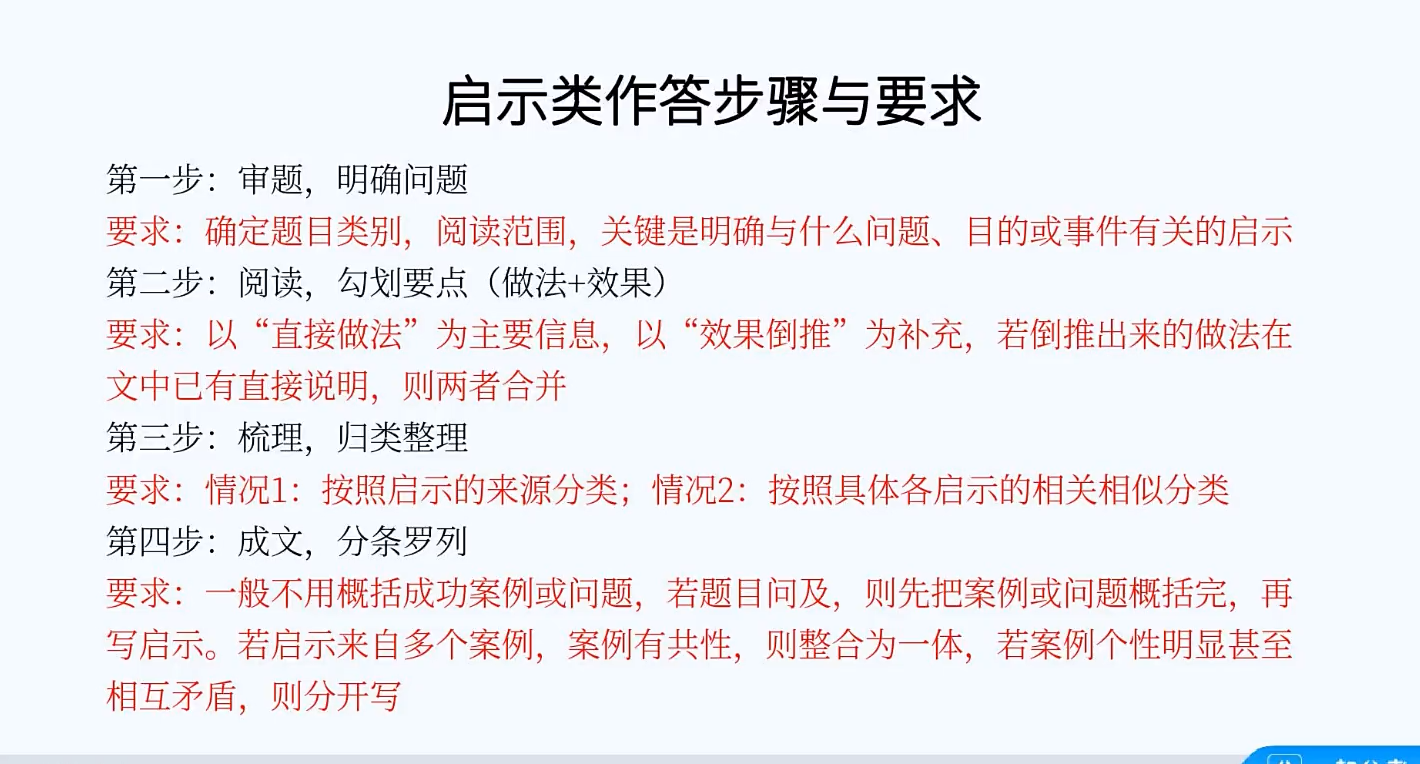 启示类作答步骤与要求
第一步：审题，明确问题
要求：确定题目类别，阅读范围，关键是明确与什么问题、目的或事件有关的启示
第二步：阅读，勾划要点（做法+效果）
要求：以“直接做法”为主要信息，以“效果倒推”为补充，若倒推出来的做法在
文中已有直接说明，则两者合并
第三步：梳理，归类整理
要求：情况1：按照启示的来源分类；情况2：按照具体各启示的相关相似分类
第四步：成文，分条罗列
要求：一般不用概括成功案例或问题，若题目问及，则先把案例或问题概括完，再
写启示。若启示来自多个案例，案例有共性，则整合为一体，若案例个性明显甚至
相互矛盾，则分开写